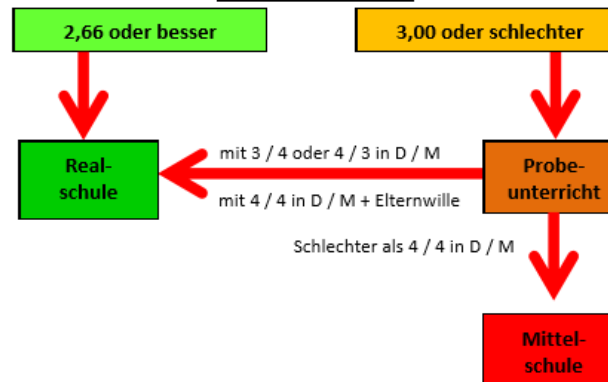 2,66 oder besser
3,00 oder schlechter
Real-
schule
mit 3 / 4 oder 4 / 3 in D / M
mit 4 / 4 in D / M + Elternwille
Probe-
unterricht
Schlechter als 4 / 4 in D / M
Mittel-
schule